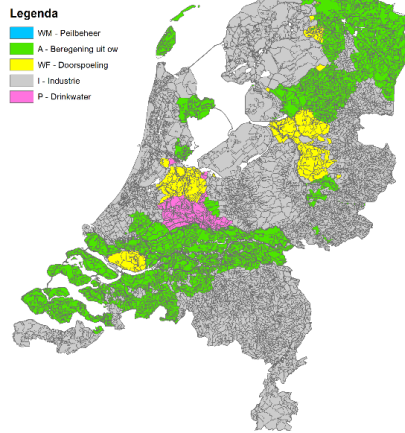 Legenda
WM - Peilbeheer
A - Beregening uit ow
WF - Doorspoeling
I - Industrie
P - Drinkwater